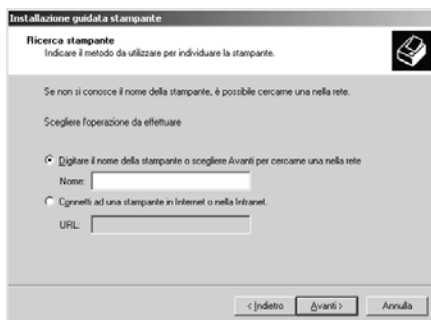 Installazione guidata stampante
Ricerca stampante
Indicare il metodo da utilizzare per individuare la stampante.
Se non si conosce il nome della stampante, è possibile cercarne una nella rete.
Scegliere l'operazione da effettuare
Digitare il nome della stampante o scegliere Avanti per cercarne una nella rete
Nome:
Connetti ad una stampante in Internet o nella Intranet.
URL:
< Indietro Avanti > Annulla